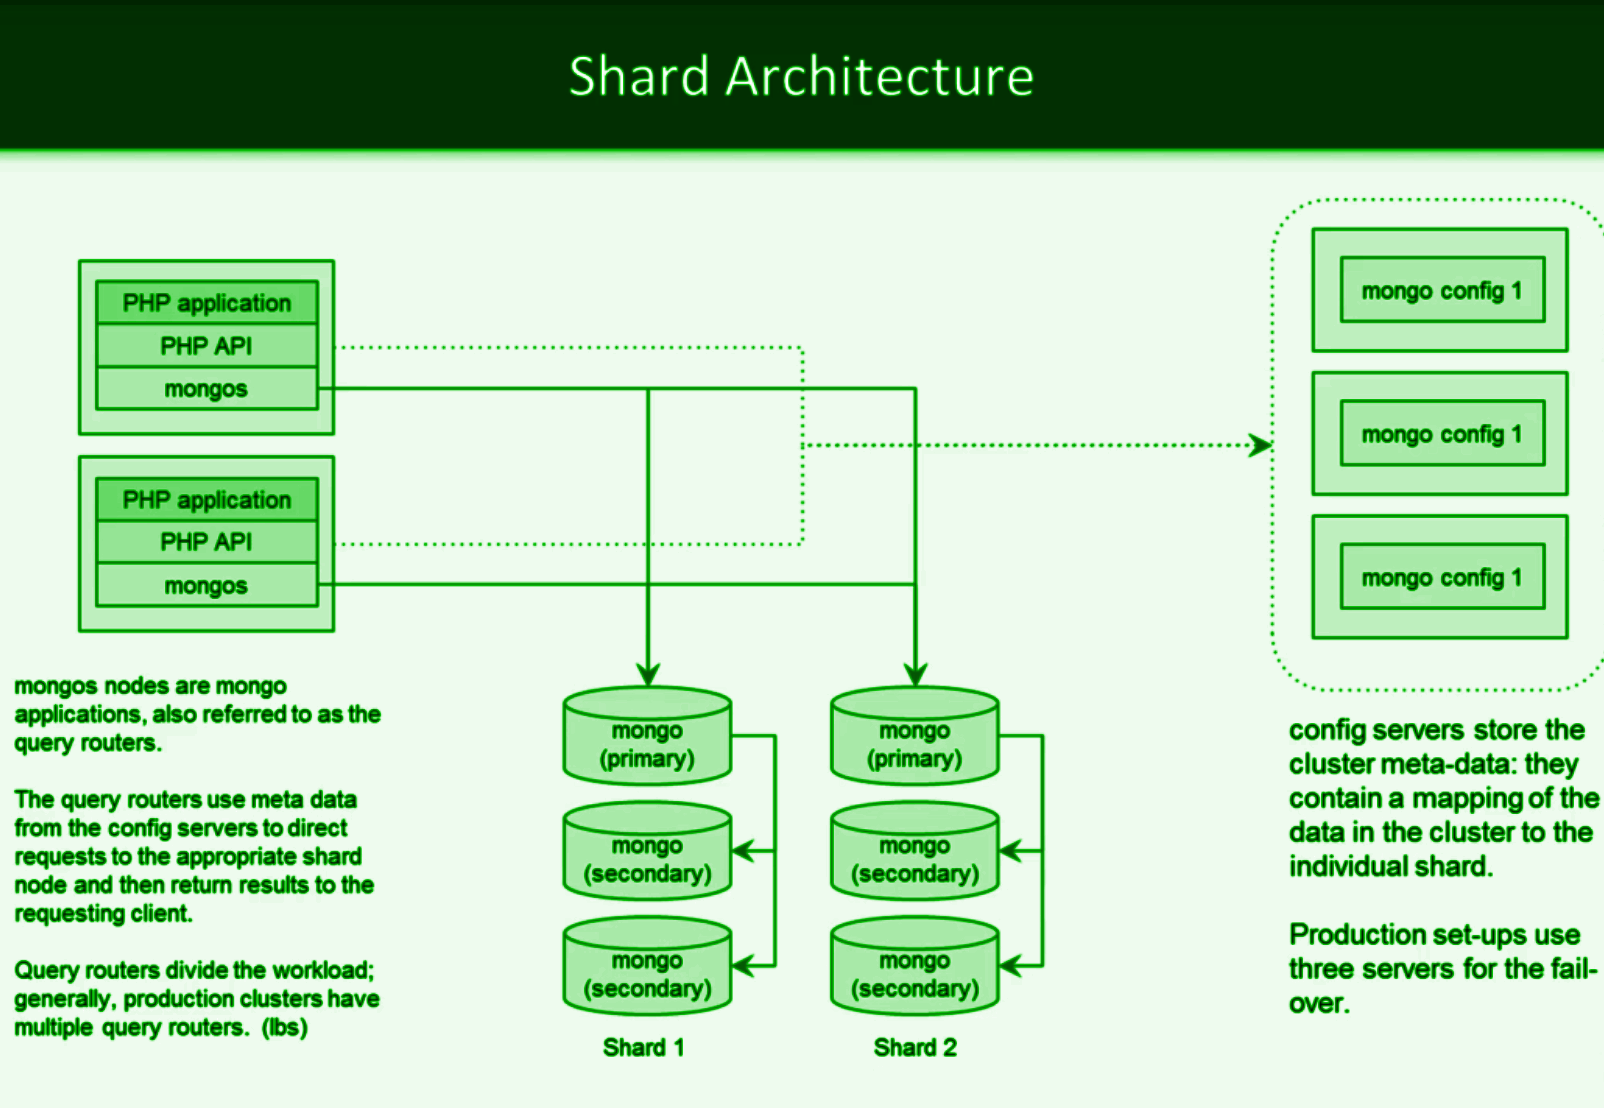 Shard Architecture
PHP application
PHP API
mongos
PHP application
PHP API
mongos
mongo config 1
mongo config 1
mongo config 1
mongos nodes are mongo
applications, also referred to as the
query routers.
The query routers use meta data
from the config servers to direct
requests to the appropriate shard
node and then return results to the
requesting client.
Query routers divide the workload;
generally, production clusters have
multiple query routers. (lbs)
mongo
(primary)
mongo
(secondary)
mongo
(secondary)
Shard 1
mongo
(primary)
mongo
(secondary)
mongo
(secondary)
Shard 2
config servers store the
cluster meta-data: they
contain a mapping of the
data in the cluster to the
individual shard.
Production set-ups use
three servers for the fail-
over.